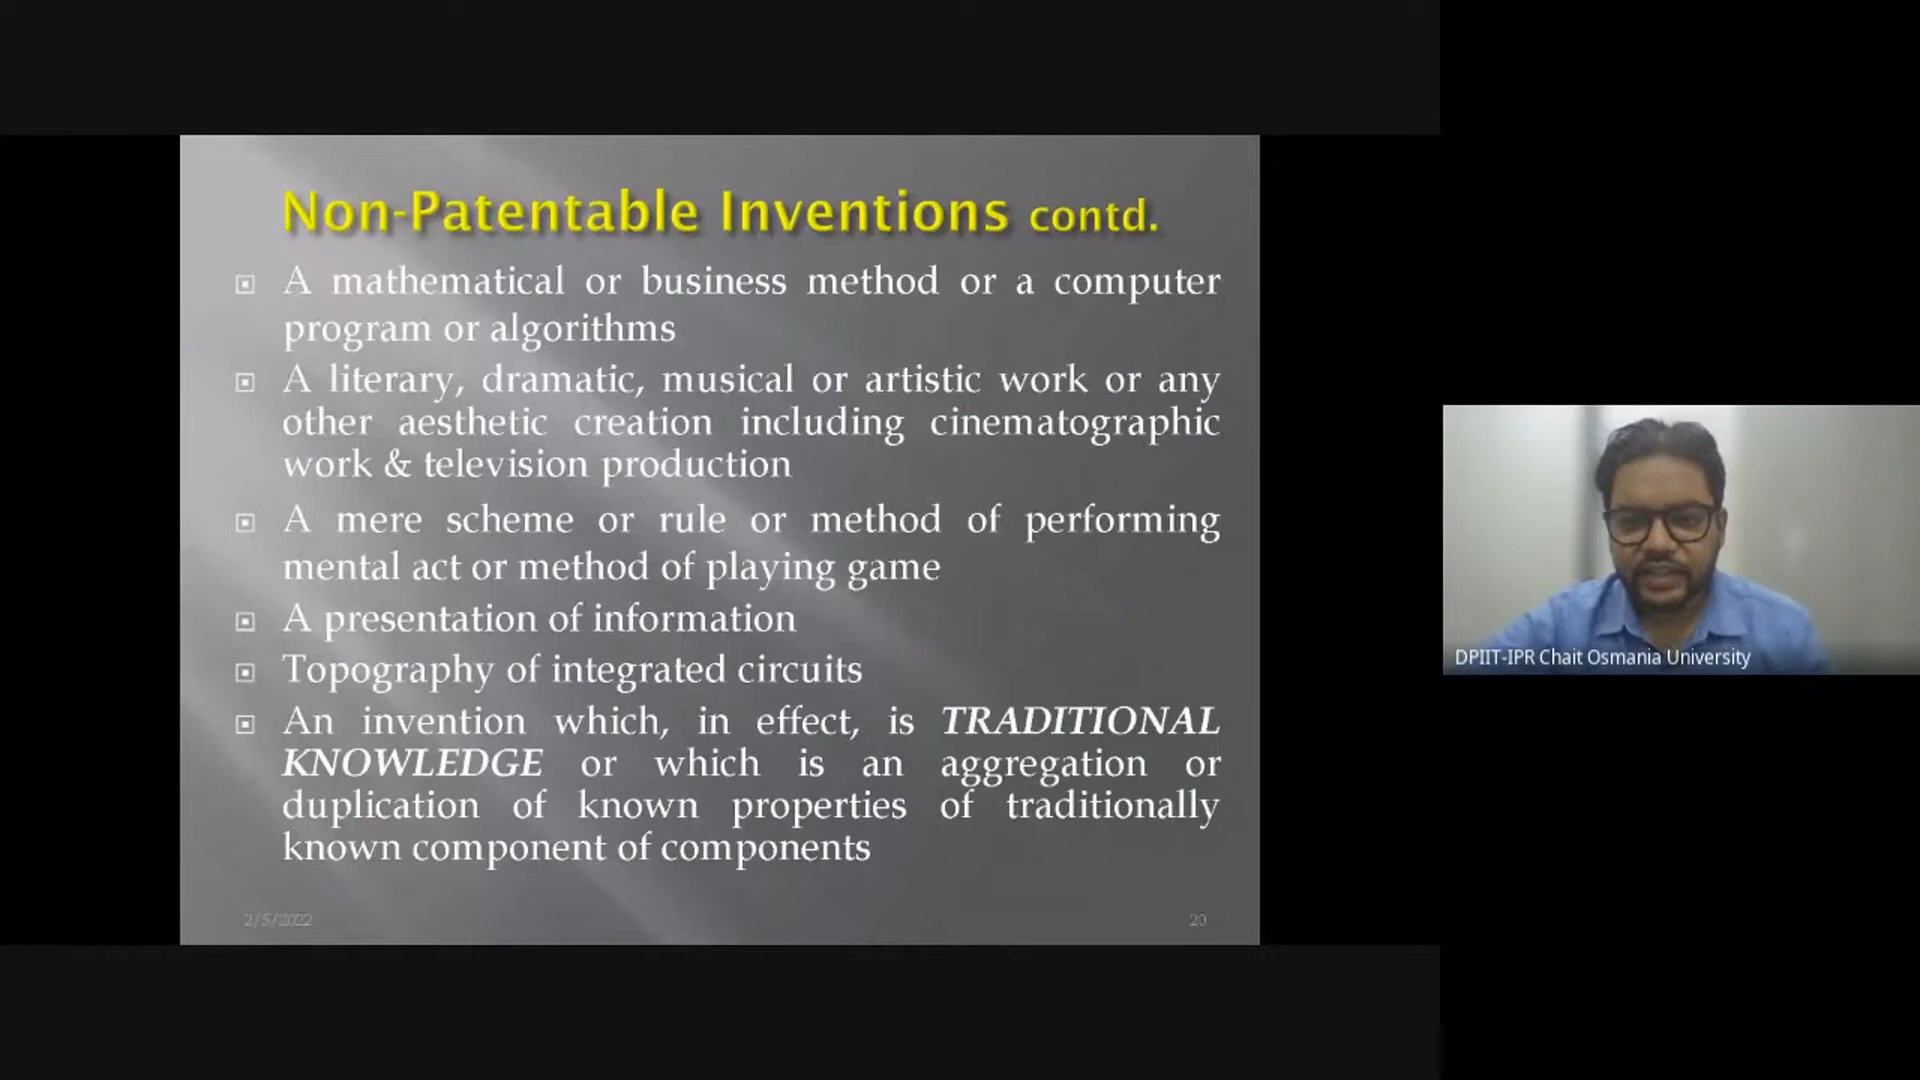 Non-Patentable Inventions contd.
A mathematical or business method or a computer
program or algorithms
A literary, dramatic, musical or artistic work or any
other aesthetic creation including cinematographic
work & television production
A mere scheme or rule or method of performing
mental act or method of playing game
A presentation of information
Topography of integrated circuits
An invention which, in effect, is TRADITIONAL
KNOWLEDGE or which is an aggregation or
duplication of known properties of traditionally
known component of components
2/5/2022
20
DPIIT-IPR Chait Osmania University